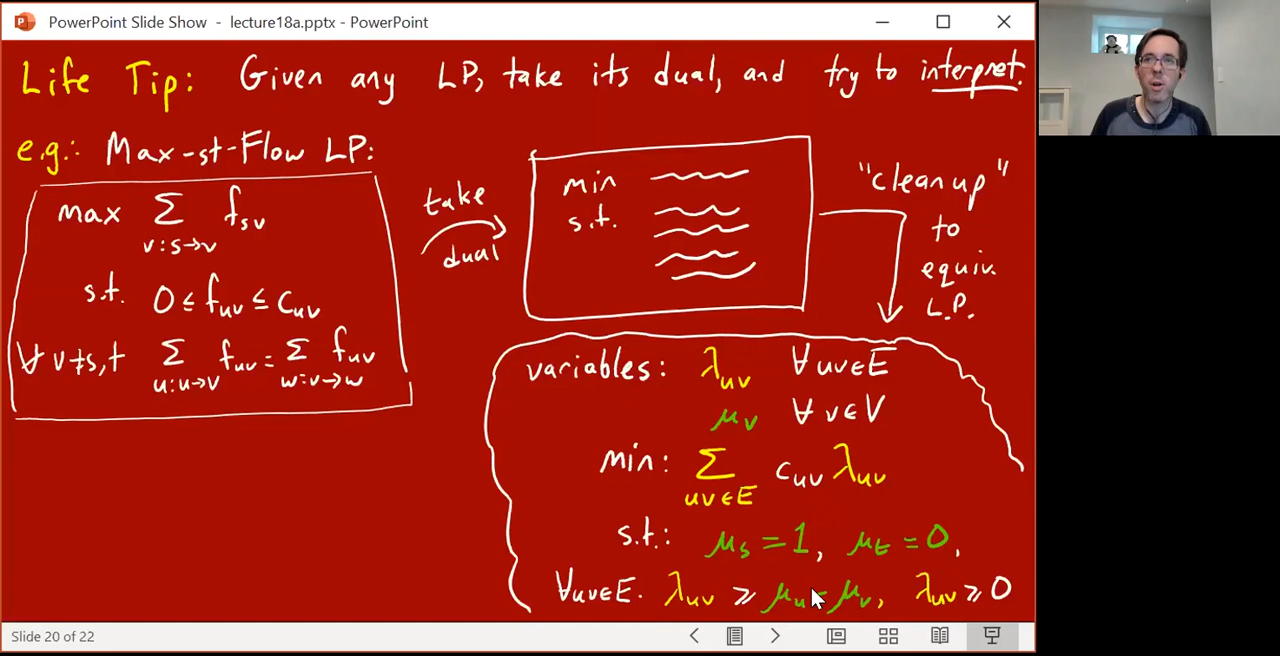 PowerPoint Slide Show - lecture18a.pptx - PowerPoint
Life Tip: Given any LP, take its dual, and try to interpret.
e.g.: Max-st-Flow LP:
max Σ f_sv
v:s→v
s.t. 0 ≤ f_uv ≤ c_uv
∀ v≠s,t Σ f_uv = Σ f_uv
u:u→v w:v→w
take
dual
min
s.t.
"clean up"
to
equiv.
L.P.
variables: λ_uv ∀uv∈E
μ_v ∀ v∈V
min: Σ c_uv λ_uv
uv∈E
s.t.: μ_s = 1, μ_t = 0,
∀uv∈E. λ_uv ≥ μ_u - μ_v, λ_uv ≥ 0
Slide 20 of 22